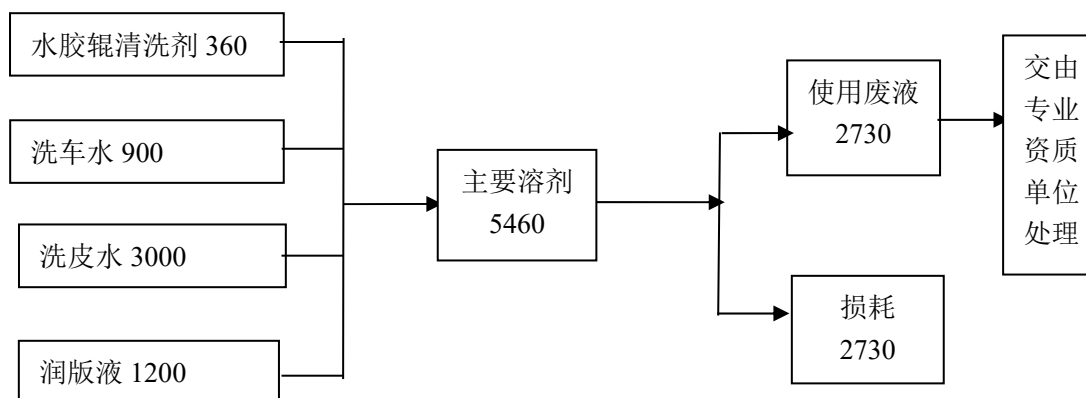 水胶辊清洗剂 360
洗车水 900
洗皮水 3000
润版液 1200
主要溶剂
5460
使用废液
2730
损耗
2730
交由
专业
资质
单位
处理